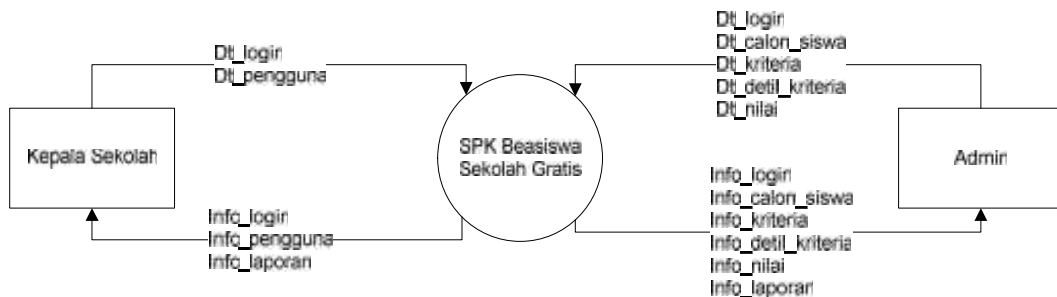 Dt_login
Dt_pengguna
Dt_login
Dt_calon_siswa
Dt_kriteria
Dt_detil_kriteria
Dt_nilai
Kepala Sekolah
SPK Beasiswa
Sekolah Gratis
Admin
Info_login
Info_pengguna
Info_laporan
Info_login
Info_calon_siswa
Info_kriteria
Info_detil_kriteria
Info_nilai
Info_laporan